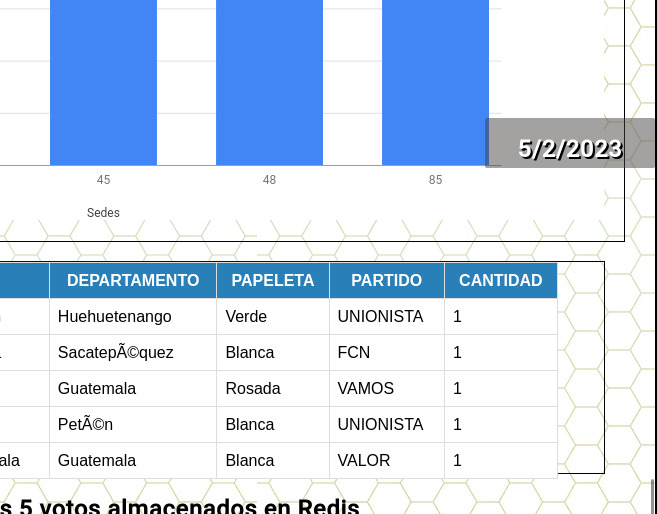 5/2/2023
45 48 85
Sedes
DEPARTAMENTO PAPELETA PARTIDO CANTIDAD
Huehuetenango Verde UNIONISTA 1
SacatepÃ©quez Blanca FCN 1
Guatemala Rosada VAMOS 1
PetÃ©n Blanca UNIONISTA 1
ala Guatemala Blanca VALOR 1
s 5 votos almacenados en Redis